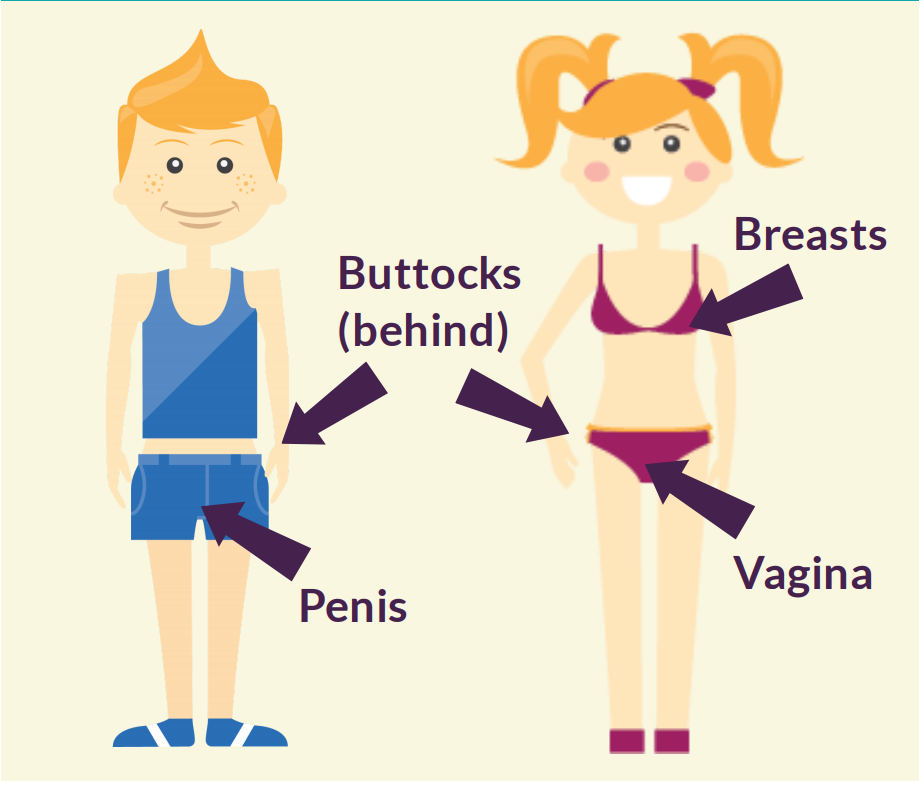 Breasts
Buttocks
(behind)
Vagina
Penis